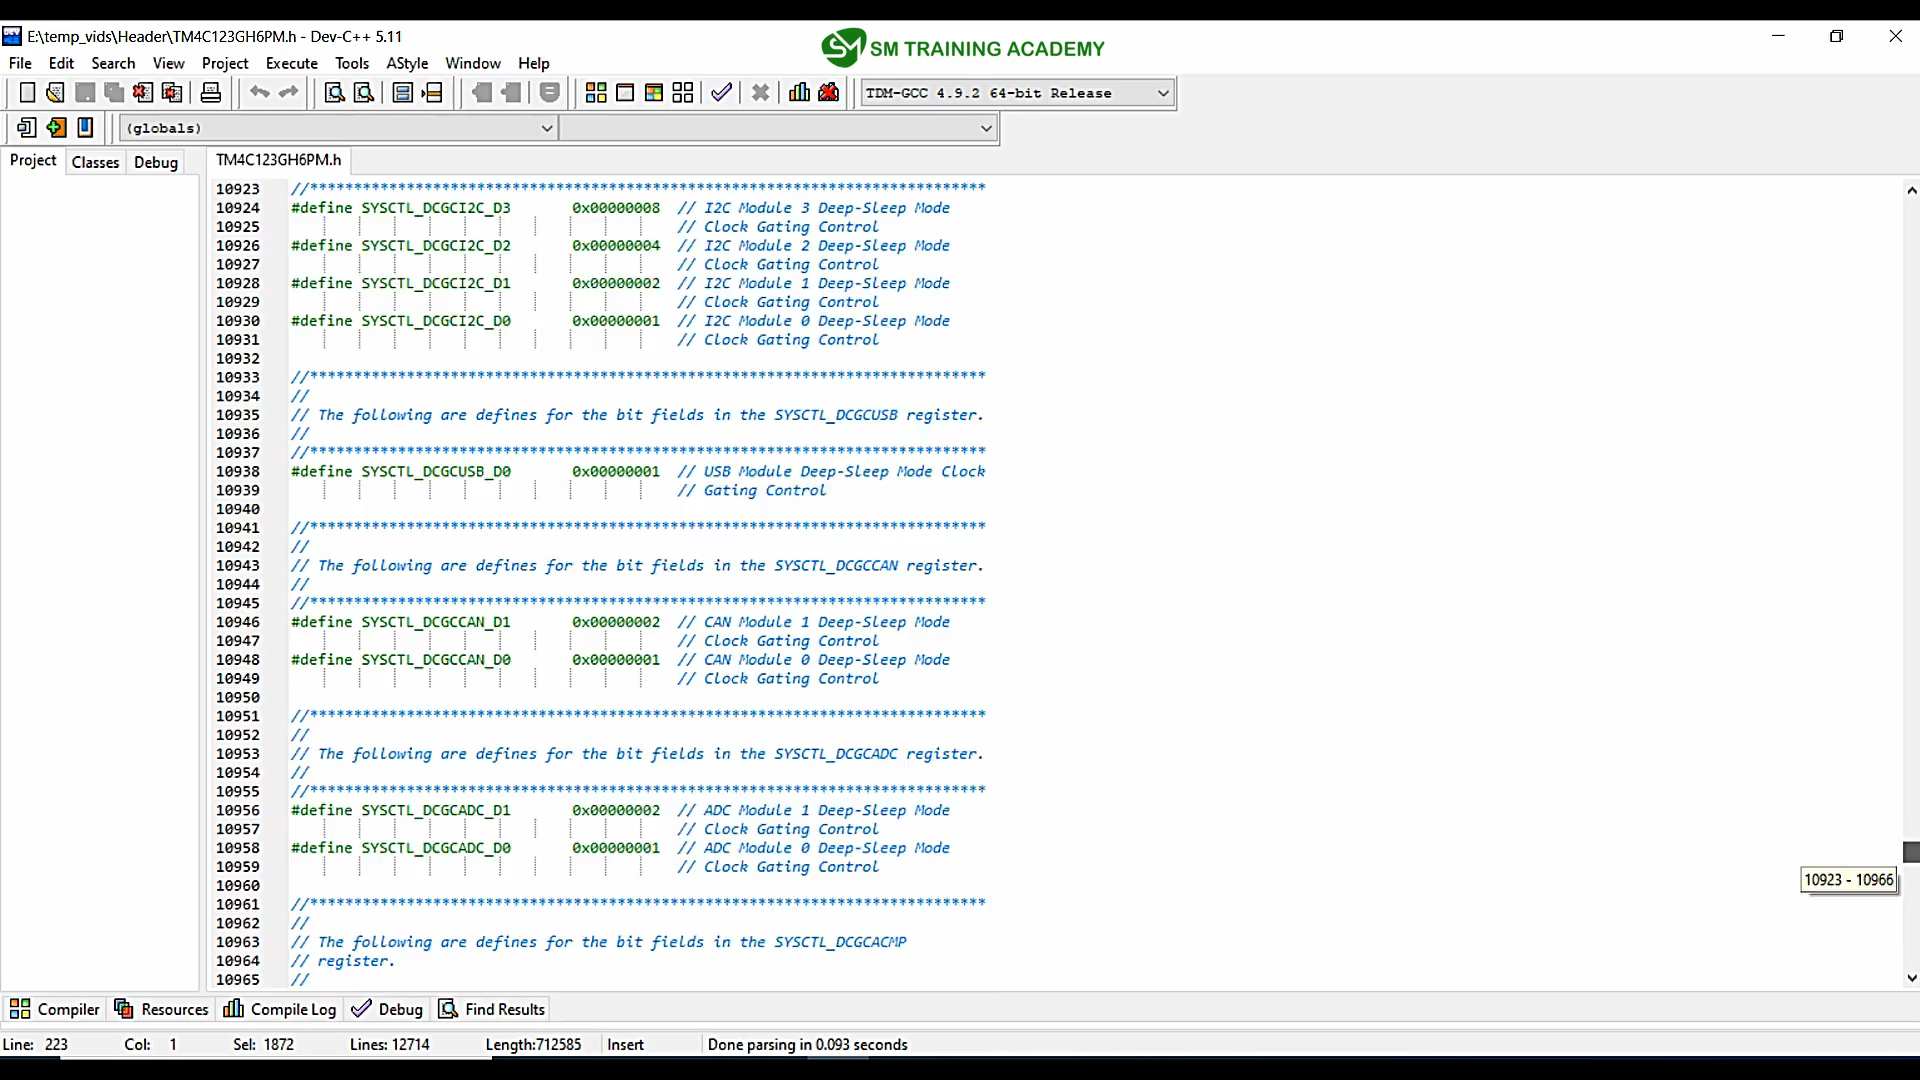 E:\temp_vids\Header\TM4C123GH6PM.h - Dev-C++ 5.11
SM TRAINING ACADEMY
File Edit Search View Project Execute Tools AStyle Window Help
TDM-GCC 4.9.2 64-bit Release
(globals)
Project Classes Debug
TM4C123GH6PM.h
10923 //*****************************************************************************
10924 #define SYSCTL_DCGCI2C_D3 0x00000008 // I2C Module 3 Deep-Sleep Mode
10925 // Clock Gating Control
10926 #define SYSCTL_DCGCI2C_D2 0x00000004 // I2C Module 2 Deep-Sleep Mode
10927 // Clock Gating Control
10928 #define SYSCTL_DCGCI2C_D1 0x00000002 // I2C Module 1 Deep-Sleep Mode
10929 // Clock Gating Control
10930 #define SYSCTL_DCGCI2C_D0 0x00000001 // I2C Module 0 Deep-Sleep Mode
10931 // Clock Gating Control
10932
10933 //*****************************************************************************
10934 //
10935 // The following are defines for the bit fields in the SYSCTL_DCGCUSB register.
10936 //
10937 //*****************************************************************************
10938 #define SYSCTL_DCGCUSB_D0 0x00000001 // USB Module Deep-Sleep Mode Clock
10939 // Gating Control
10940
10941 //*****************************************************************************
10942 //
10943 // The following are defines for the bit fields in the SYSCTL_DCGCCAN register.
10944 //
10945 //*****************************************************************************
10946 #define SYSCTL_DCGCCAN_D1 0x00000002 // CAN Module 1 Deep-Sleep Mode
10947 // Clock Gating Control
10948 #define SYSCTL_DCGCCAN_D0 0x00000001 // CAN Module 0 Deep-Sleep Mode
10949 // Clock Gating Control
10950
10951 //*****************************************************************************
10952 //
10953 // The following are defines for the bit fields in the SYSCTL_DCGCADC register.
10954 //
10955 //*****************************************************************************
10956 #define SYSCTL_DCGCADC_D1 0x00000002 // ADC Module 1 Deep-Sleep Mode
10957 // Clock Gating Control
10958 #define SYSCTL_DCGCADC_D0 0x00000001 // ADC Module 0 Deep-Sleep Mode
10959 // Clock Gating Control
10960
10961 //*****************************************************************************
10962 //
10963 // The following are defines for the bit fields in the SYSCTL_DCGCACMP
10964 // register.
10965 //
10923 - 10966
Compiler Resources Compile Log Debug Find Results
Line: 223 Col: 1 Sel: 1872 Lines: 12714 Length:712585 Insert Done parsing in 0.093 seconds